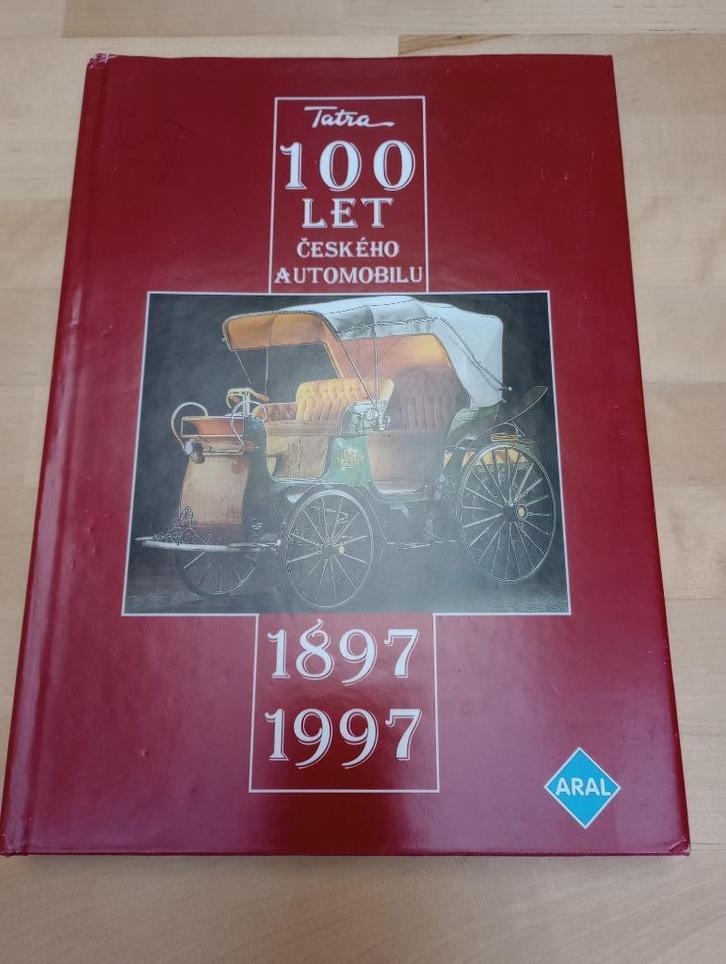 Tatra
100
LET
ČESKÉHO
AUTOMOBILU
1897
1997
ARAL